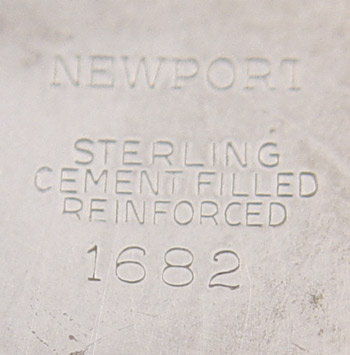 NEWPORT
STERLING
CEMENT FILLED
REINFORCED
1682